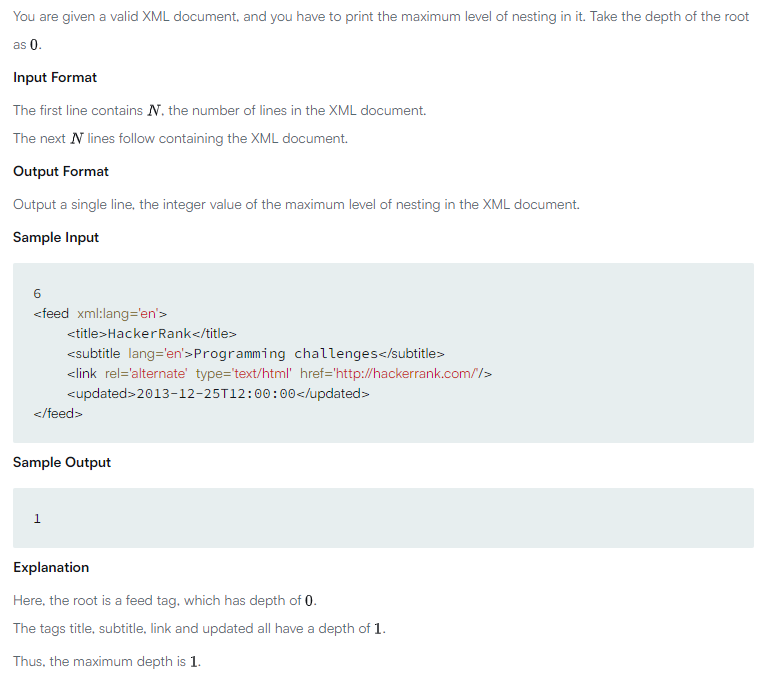 You are given a valid XML document, and you have to print the maximum level of nesting in it. Take the depth of the root
as 0.
Input Format
The first line contains N, the number of lines in the XML document.
The next N lines follow containing the XML document.
Output Format
Output a single line, the integer value of the maximum level of nesting in the XML document.
Sample Input
6
<feed xml:lang='en'>
    <title>HackerRank</title>
    <subtitle lang='en'>Programming challenges</subtitle>
    <link rel='alternate' type='text/html' href='http://hackerrank.com/'/>
    <updated>2013-12-25T12:00:00</updated>
</feed>
Sample Output
1
Explanation
Here, the root is a feed tag, which has depth of 0.
The tags title, subtitle, link and updated all have a depth of 1.
Thus, the maximum depth is 1.